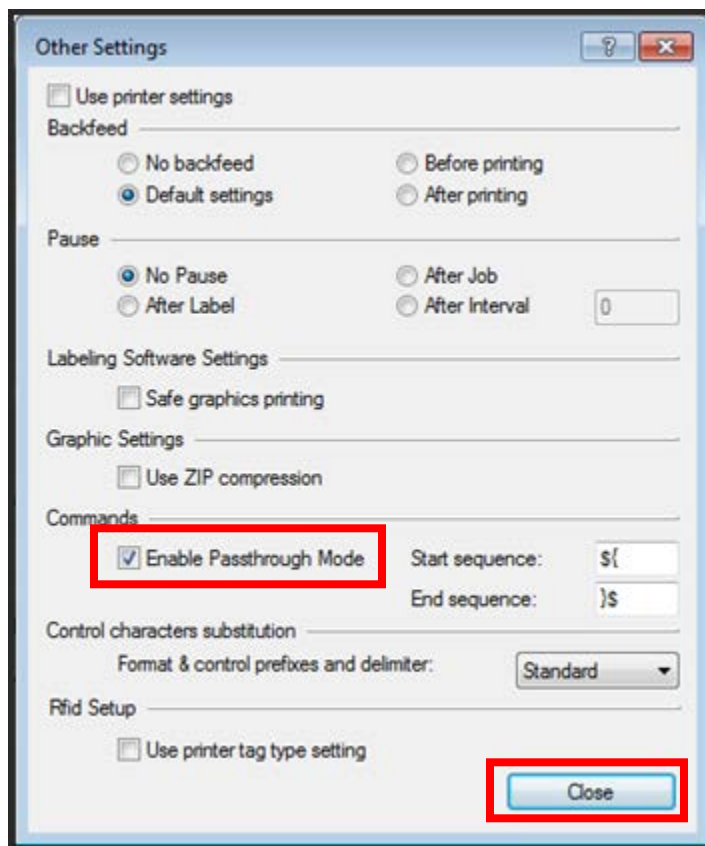 Other Settings
?
Use printer settings
Backfeed
No backfeed Before printing
Default settings After printing
Pause
No Pause After Job
After Label After Interval 0
Labeling Software Settings
Safe graphics printing
Graphic Settings
Use ZIP compression
Commands
Enable Passthrough Mode Start sequence: ${
End sequence: }$
Control characters substitution
Format & control prefixes and delimiter: Standard
Rfid Setup
Use printer tag type setting
Close